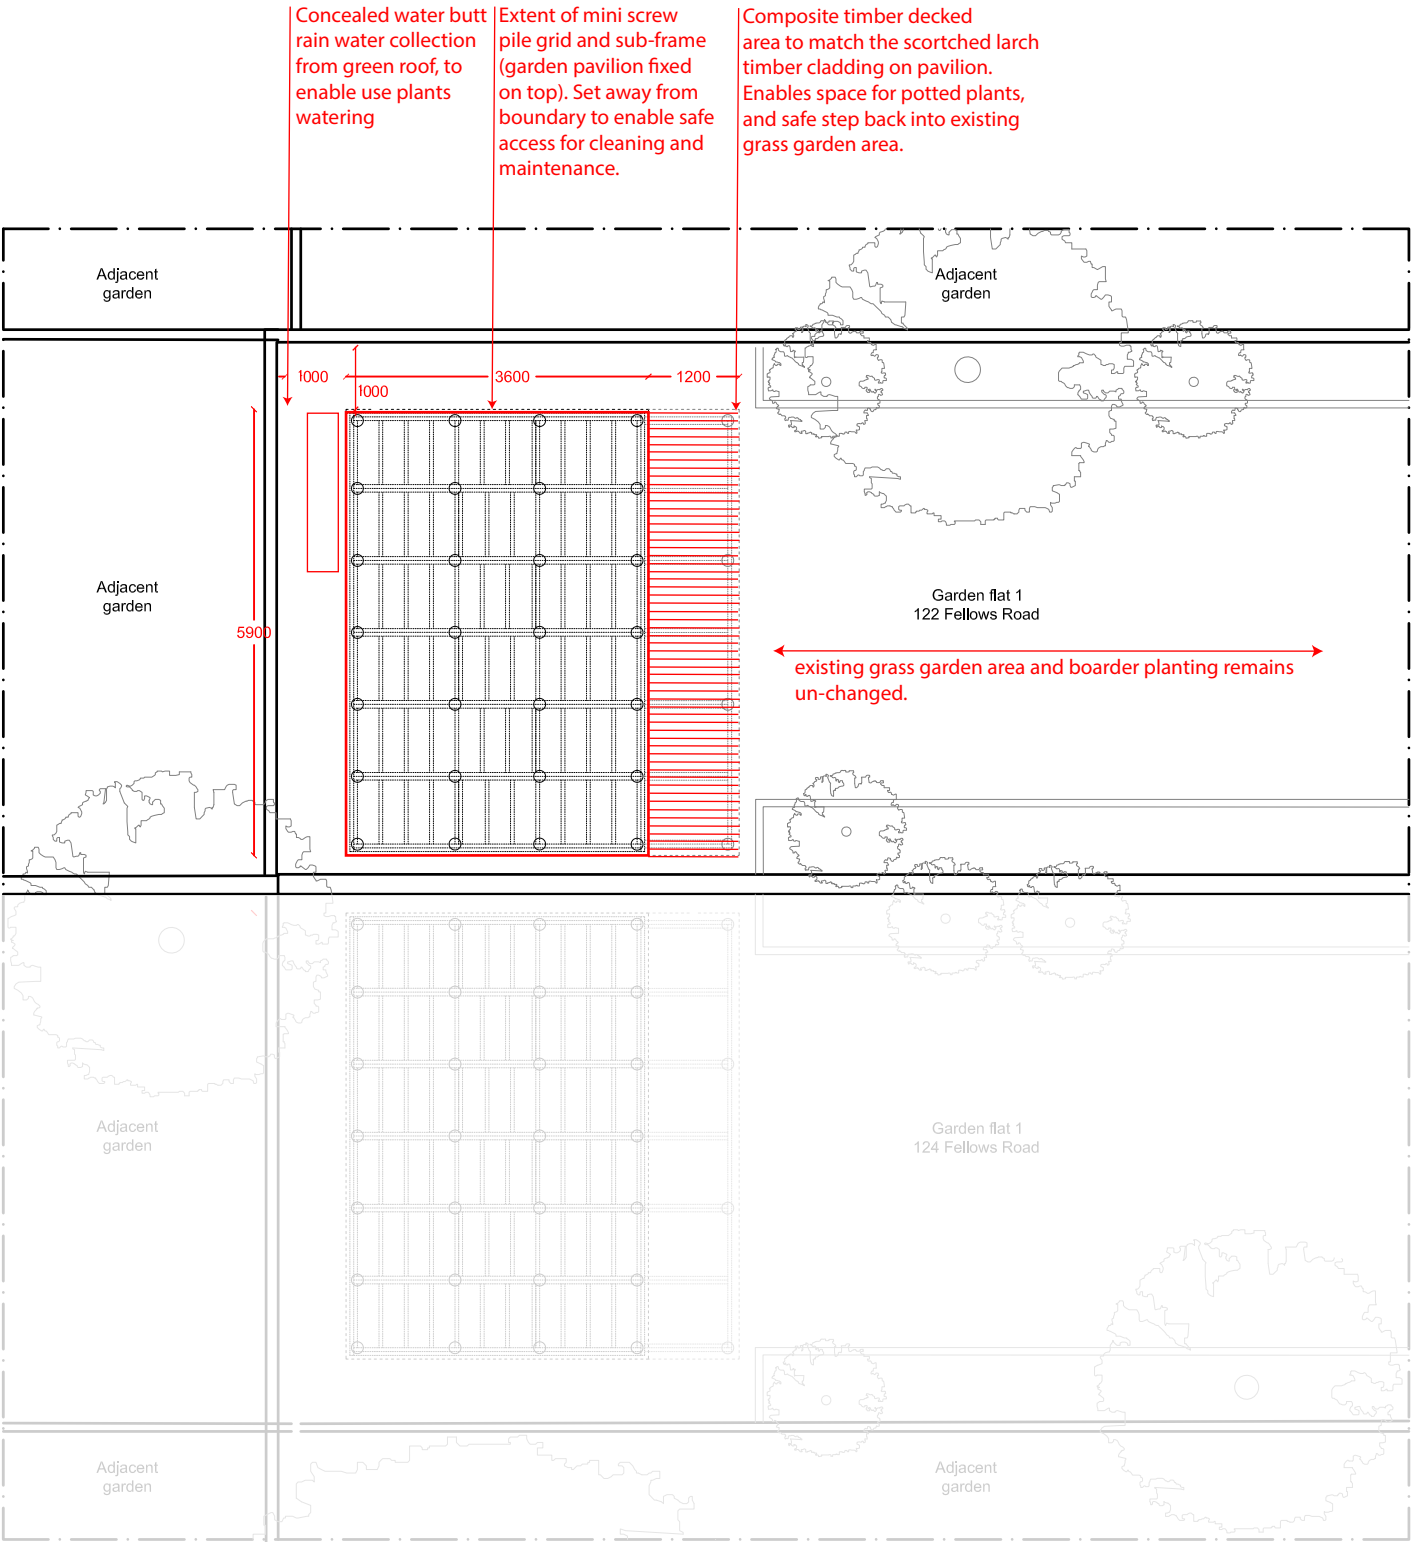 Concealed water butt
rain water collection
from green roof, to
enable use plants
watering
Extent of mini screw
pile grid and sub-frame
(garden pavilion fixed
on top). Set away from
boundary to enable safe
access for cleaning and
maintenance.
Composite timber decked
area to match the scortched larch
timber cladding on pavilion.
Enables space for potted plants,
and safe step back into existing
grass garden area.
Adjacent
garden
Adjacent
garden
1000
3600
1200
1000
Adjacent
garden
5900
Garden flat 1
122 Fellows Road
existing grass garden area and boarder planting remains
un-changed.
Adjacent
garden
Garden flat 1
124 Fellows Road
Adjacent
garden
Adjacent
garden